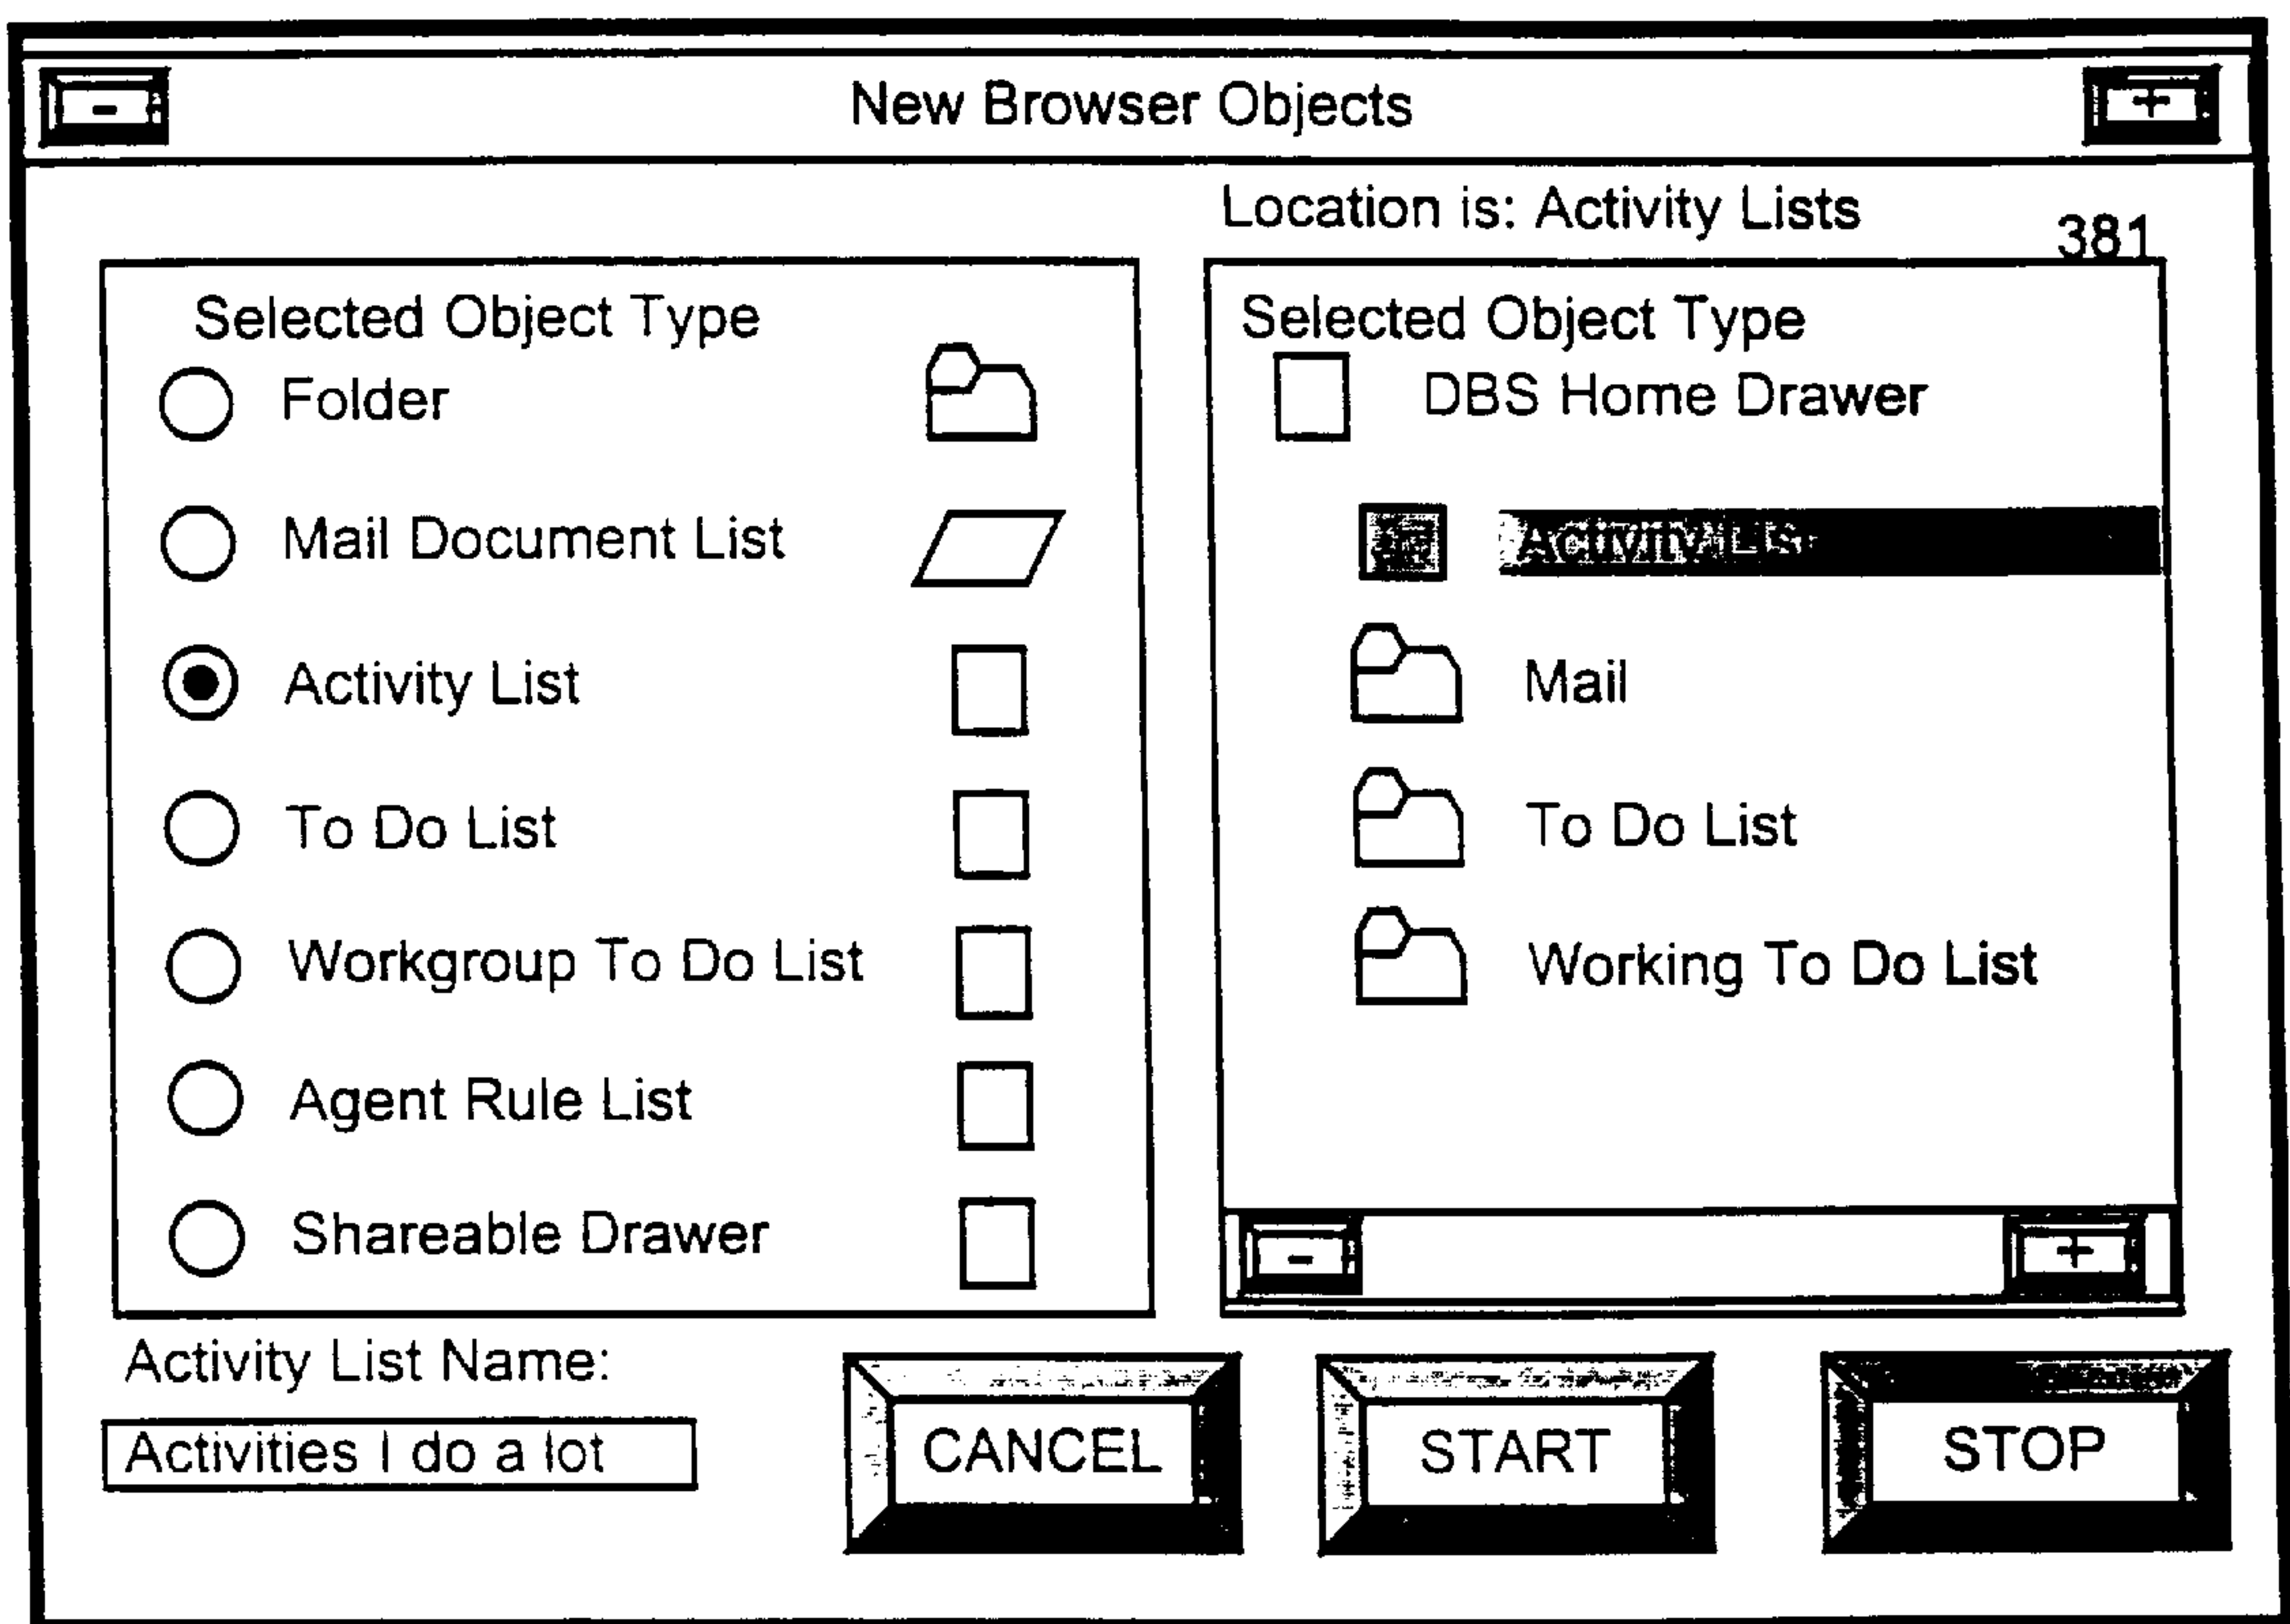 New Browser Objects
Location is: Activity Lists
381
Selected Object Type
Folder
Mail Document List
Activity List
To Do List
Workgroup To Do List
Agent Rule List
Shareable Drawer
Selected Object Type
DBS Home Drawer
Activity List
Mail
To Do List
Working To Do List
- +
Activity List Name:
Activities I do a lot
CANCEL
START
STOP